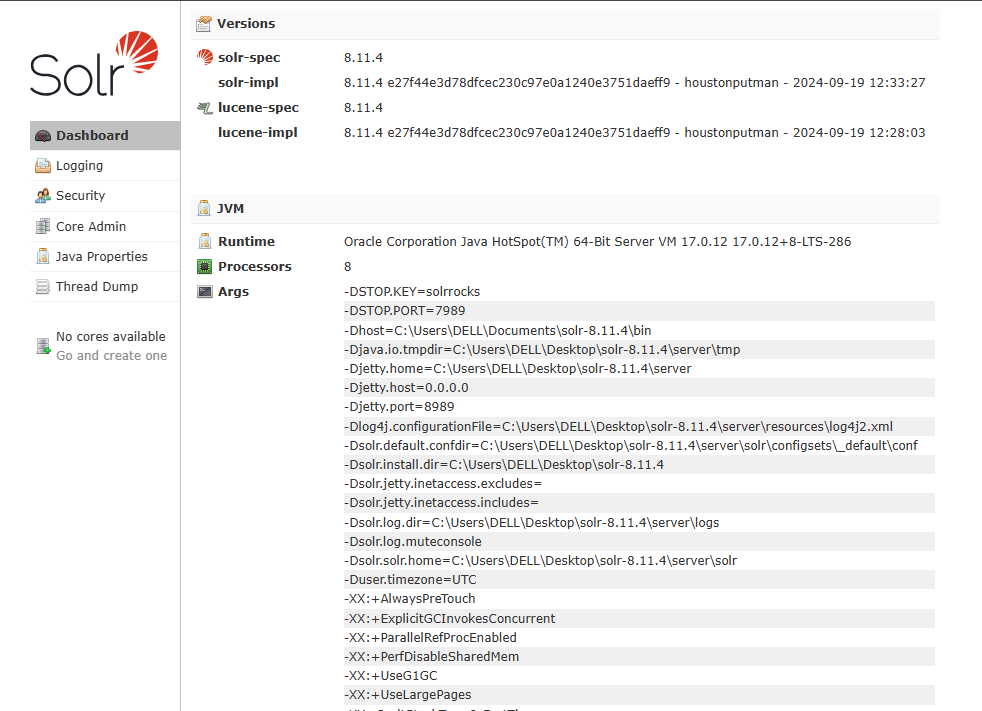 Solr
Dashboard
Logging
Security
Core Admin
Java Properties
Thread Dump
No cores available
Go and create one
Versions
solr-spec 8.11.4
solr-impl 8.11.4 e27f44e3d78dfcec230c97e0a1240e3751daeff9 - houstonputman - 2024-09-19 12:33:27
lucene-spec 8.11.4
lucene-impl 8.11.4 e27f44e3d78dfcec230c97e0a1240e3751daeff9 - houstonputman - 2024-09-19 12:28:03
JVM
Runtime Oracle Corporation Java HotSpot(TM) 64-Bit Server VM 17.0.12 17.0.12+8-LTS-286
Processors 8
Args -DSTOP.KEY=solrrocks
-DSTOP.PORT=7989
-Dhost=C:\Users\DELL\Documents\solr-8.11.4\bin
-Djava.io.tmpdir=C:\Users\DELL\Desktop\solr-8.11.4\server\tmp
-Djetty.home=C:\Users\DELL\Desktop\solr-8.11.4\server
-Djetty.host=0.0.0.0
-Djetty.port=8989
-Dlog4j.configurationFile=C:\Users\DELL\Desktop\solr-8.11.4\server\resources\log4j2.xml
-Dsolr.default.confdir=C:\Users\DELL\Desktop\solr-8.11.4\server\solr\configsets\_default\conf
-Dsolr.install.dir=C:\Users\DELL\Desktop\solr-8.11.4
-Dsolr.jetty.inetaccess.excludes=
-Dsolr.jetty.inetaccess.includes=
-Dsolr.log.dir=C:\Users\DELL\Desktop\solr-8.11.4\server\logs
-Dsolr.log.muteconsole
-Dsolr.solr.home=C:\Users\DELL\Desktop\solr-8.11.4\server\solr
-Duser.timezone=UTC
-XX:+AlwaysPreTouch
-XX:+ExplicitGCInvokesConcurrent
-XX:+ParallelRefProcEnabled
-XX:+PerfDisableSharedMem
-XX:+UseG1GC
-XX:+UseLargePages